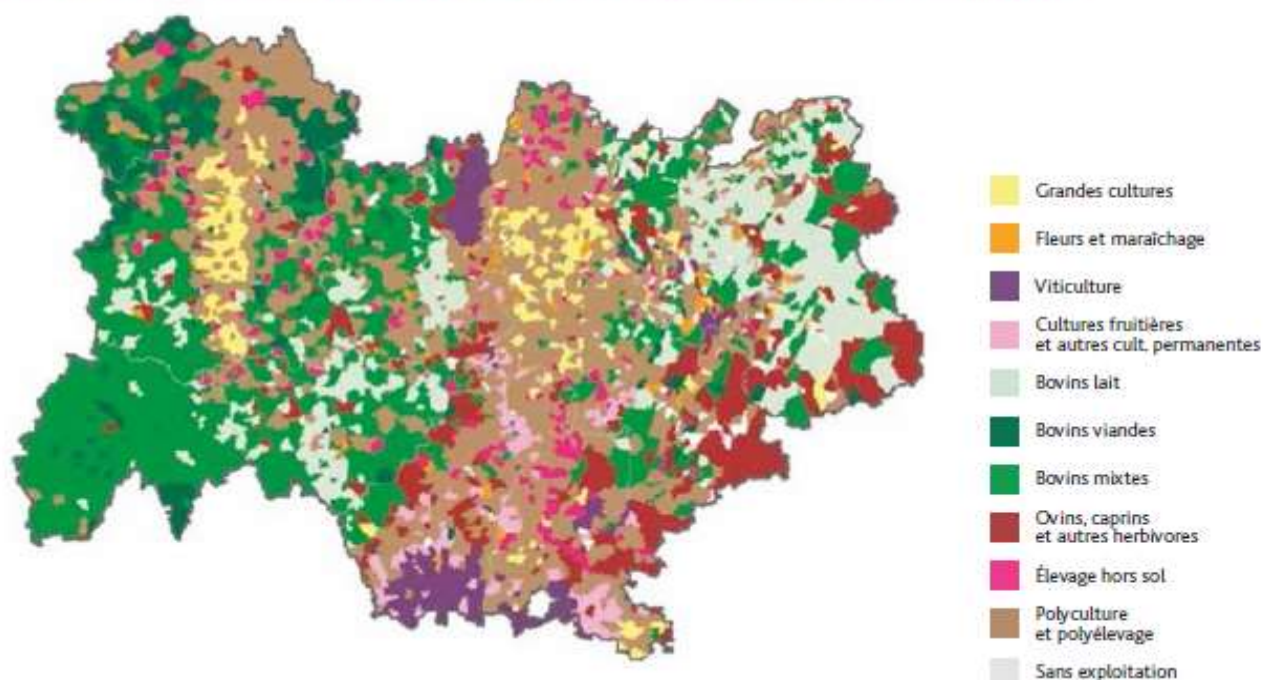 Grandes cultures
Fleurs et maraîchage
Viticulture
Cultures fruitières
et autres cult. permanentes
Bovins lait
Bovins viandes
Bovins mixtes
Ovins, caprins
et autres herbivores
Élevage hors sol
Polyculture
et polyélevage
Sans exploitation